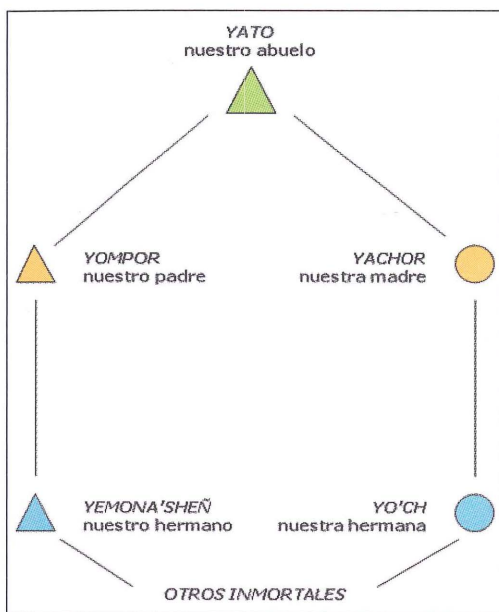 YATO
nuestro abuelo
YOMPOR
nuestro padre
YACHOR
nuestra madre
YEMONA'SHEÑ
nuestro hermano
YO'CH
nuestra hermana
OTROS INMORTALES